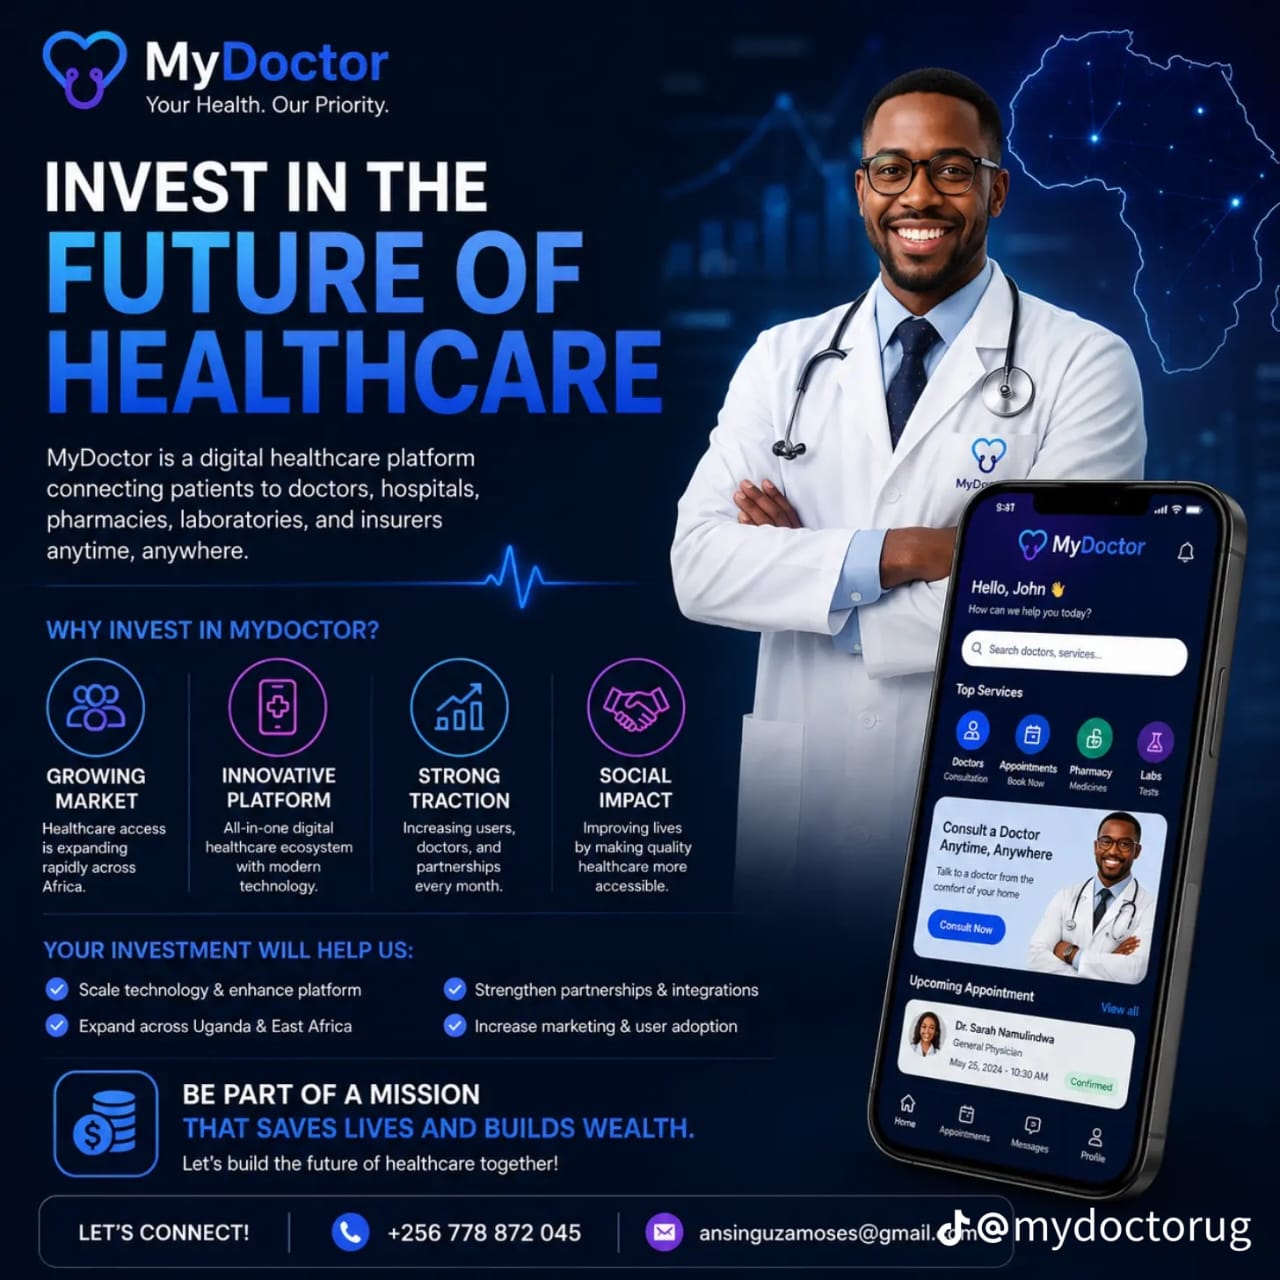 MyDoctor
Your Health. Our Priority.
INVEST IN THE
FUTURE OF
HEALTHCARE
MyDoctor is a digital healthcare platform
connecting patients to doctors, hospitals,
pharmacies, laboratories, and insurers
anytime, anywhere.
WHY INVEST IN MYDOCTOR?
GROWING
MARKET
Healthcare access
is expanding
rapidly across
Africa.
INNOVATIVE
PLATFORM
All-in-one digital
healthcare ecosystem
with modern
technology.
STRONG
TRACTION
Increasing users,
doctors, and
partnerships
every month.
SOCIAL
IMPACT
Improving lives
by making quality
healthcare more
accessible.
YOUR INVESTMENT WILL HELP US:
Scale technology & enhance platform
Strengthen partnerships & integrations
Expand across Uganda & East Africa
Increase marketing & user adoption
$
BE PART OF A MISSION
THAT SAVES LIVES AND BUILDS WEALTH.
Let's build the future of healthcare together!
LET'S CONNECT!
+256 778 872 045
@mydoctorug
MyDoctor
Hello, John 👋
How can we help you today?
Search doctors, services...
Top Services
Doctors
Consultation
Appointments
Book Now
Pharmacy
Medicines
Labs
Tests
Consult a Doctor
Anytime, Anywhere
Talk to a doctor from the
comfort of your home
Consult Now
Upcoming Appointment
View all
Dr. Sarah Namulindwa
General Physician
May 25, 2024 - 10:30 AM
Confirmed
Home
Appointments
Messages
Profile